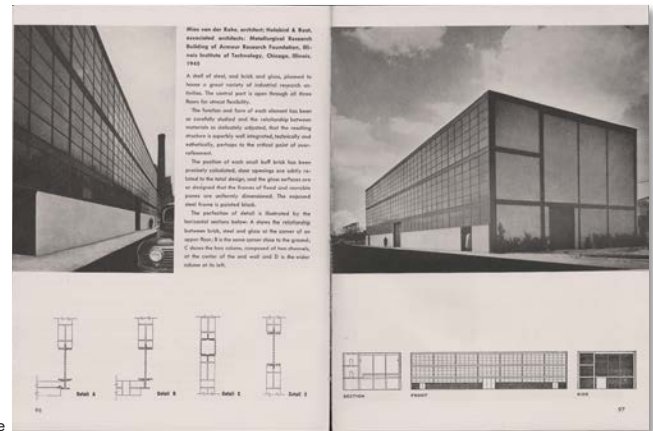 Mies van der Rohe, architect; Holabird & Root,
associated architects: Metallurgical Research
Building of Armour Research Foundation, Illi-
nois Institute of Technology, Chicago, Illinois.
1943
A shell of steel, and brick and glass, planned to
house a great variety of industrial research ac-
tivities. The central part is open through all three
floors for utmost flexibility.
The function and form of each element has been
so carefully studied and the relationship between
materials so delicately adjusted, that the resulting
structure is superbly well integrated, technically and
esthetically, perhaps to the critical point of over-
refinement.
The position of each small buff brick has been
precisely calculated, door openings are subtly re-
lated to the total design, and the glass surfaces are
so designed that the frames of fixed and movable
panes are uniformly dimensioned. The exposed
steel frame is painted black.
The perfection of detail is illustrated by the
horizontal sections below: A shows the relationship
between brick, steel and glass at the corner of an
upper floor; B is the same corner close to the ground;
C shows the column, composed of two channels,
at the center of the end wall and D is the wider
column at its left.
Detail A
Detail B
Detail C
Detail
SECTION
FRONT
SIDE
96
97
e